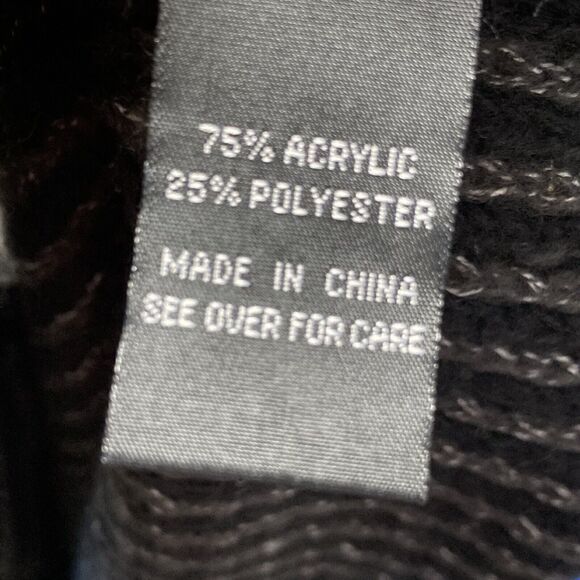 75% ACRYLIC
25% POLYESTER
MADE IN CHINA
SEE OVER FOR CARE